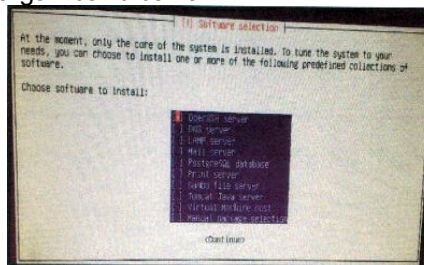 [!] Software selection
At the moment, only the core of the system is installed. To tune the system to your
needs, you can choose to install one or more of the following predefined collections of
software.
Choose software to install:
[ ] OpenSSH server
[ ] DNS server
[ ] LAMP server
[ ] Mail server
[ ] PostgreSQL database
[ ] Print server
[ ] Samba file server
[ ] Tomcat Java server
[ ] Virtual Machine host
[ ] Manual package selection
<Continue>